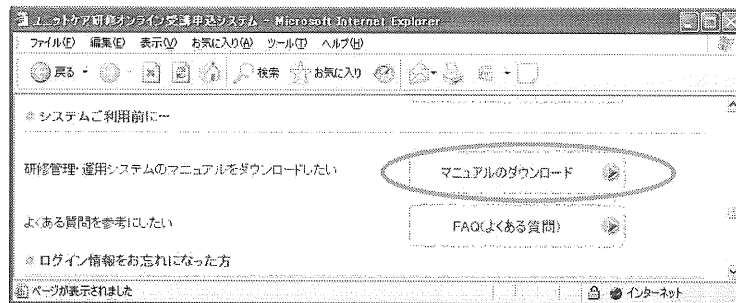 ユニットケア研修オンライン受講申込システム - Microsoft Internet Explorer
ファイル(F) 編集(E) 表示(V) お気に入り(A) ツール(T) ヘルプ(H)
戻る 検索 お気に入り
システムご利用前に…
研修管理・運用システムのマニュアルをダウンロードしたい マニュアルのダウンロード
よくある質問を参考にしたい FAQ(よくある質問)
ログイン情報をお忘れになった方
ページが表示されました インターネット